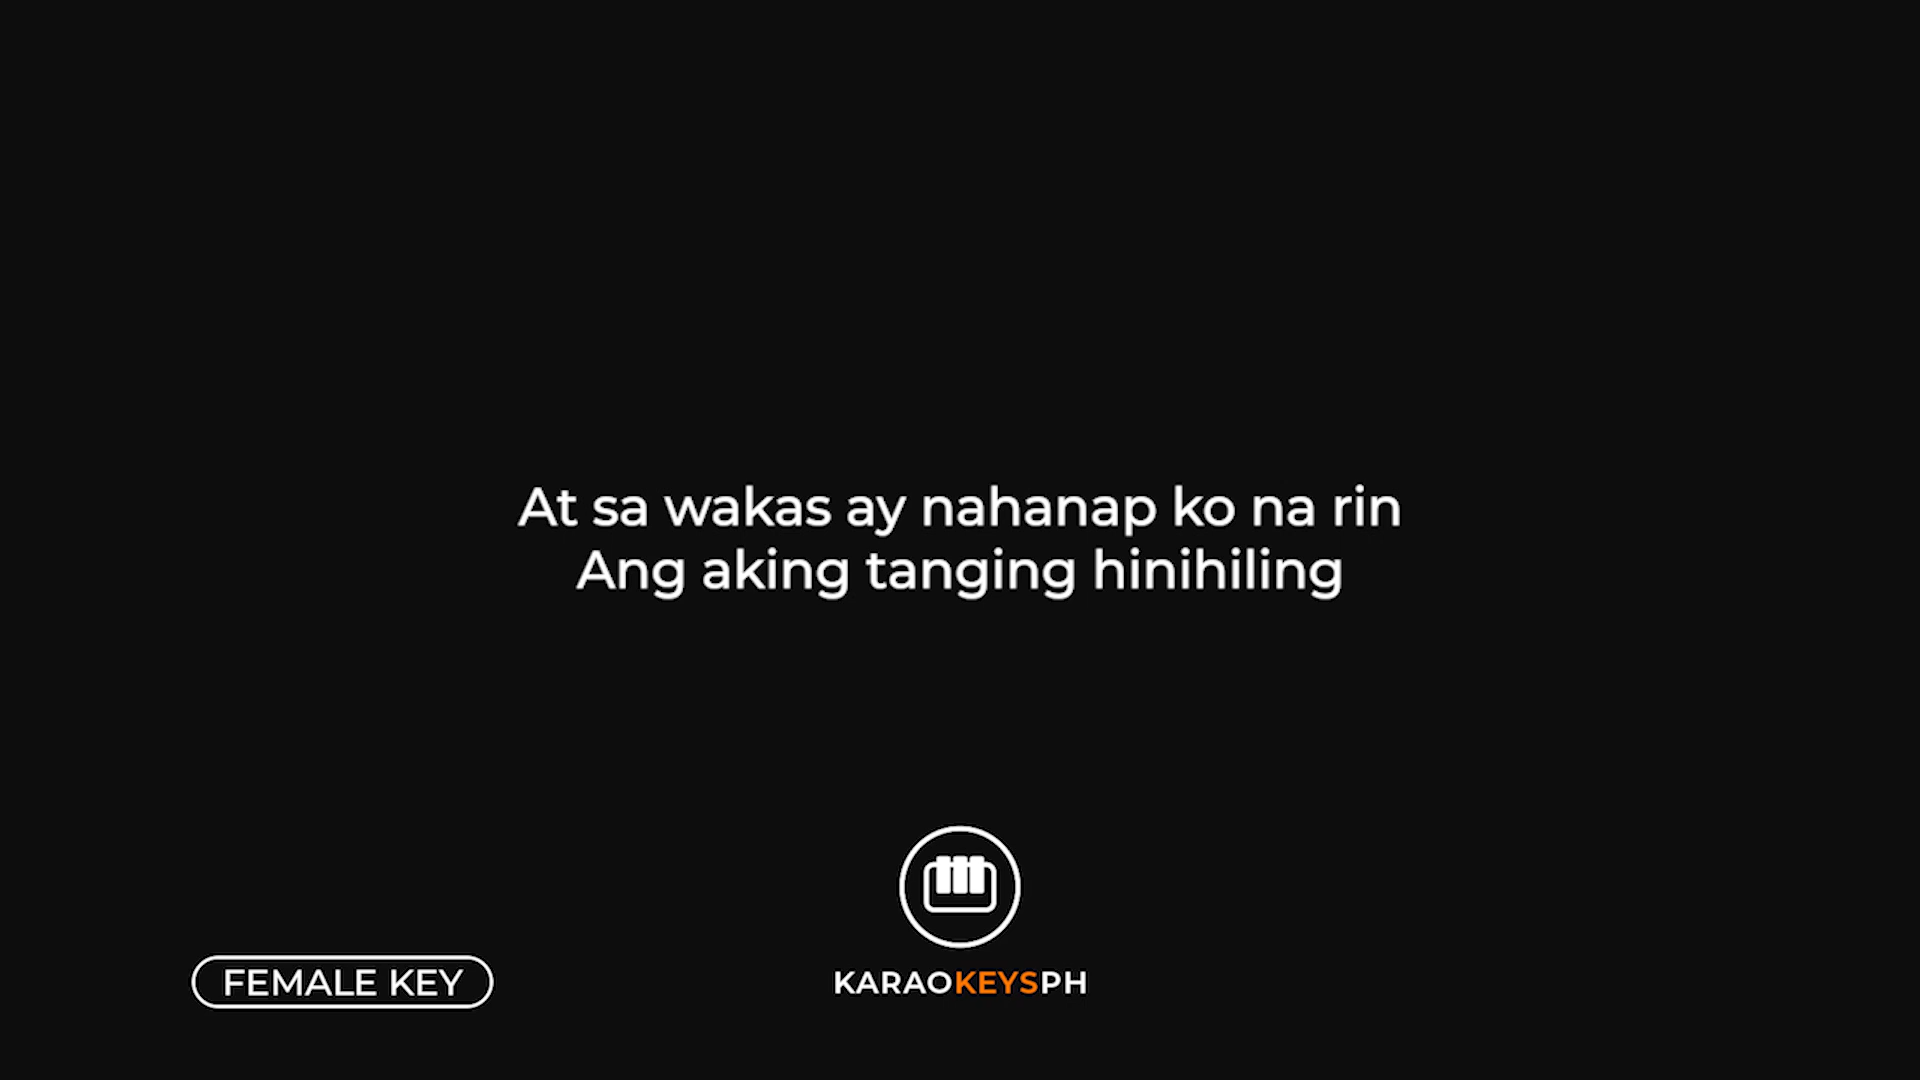 At sa wakas ay nahanap ko na rin
Ang aking tanging hinihiling
FEMALE KEY
KARAOKEYSPH